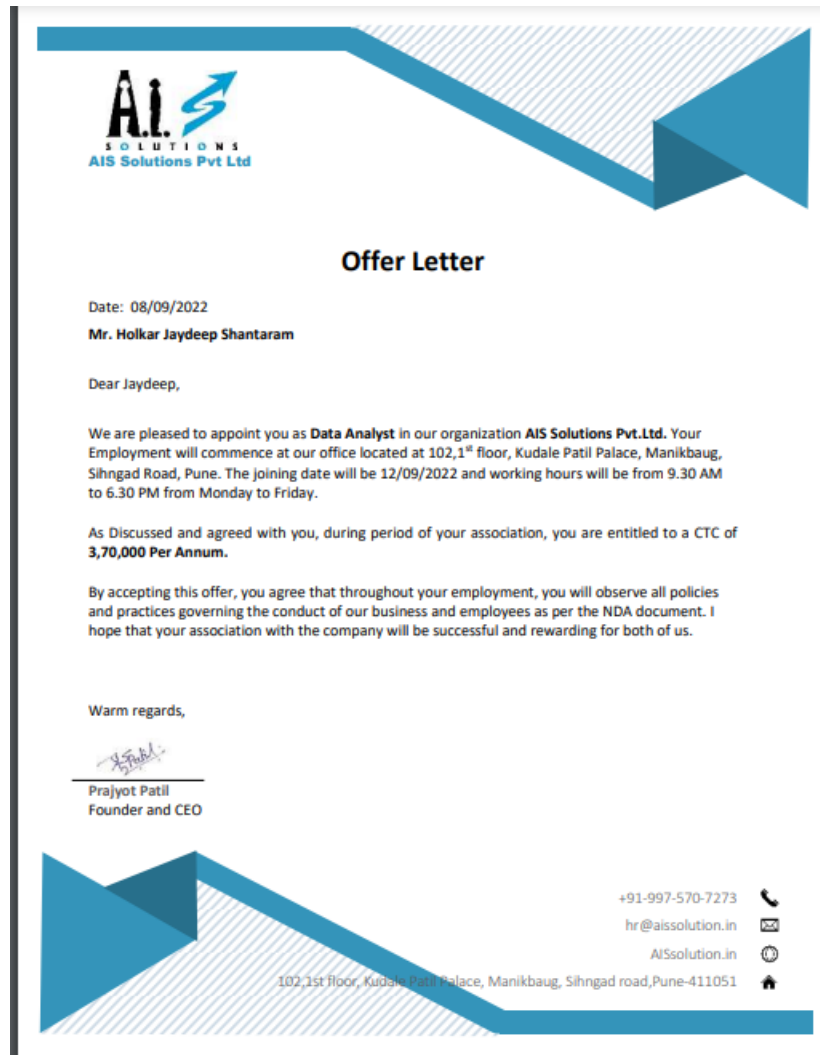 A.i.S
SOLUTIONS
AIS Solutions Pvt Ltd
Offer Letter
Date: 08/09/2022
Mr. Holkar Jaydeep Shantaram
Dear Jaydeep,
We are pleased to appoint you as Data Analyst in our organization AIS Solutions Pvt.Ltd. Your
Employment will commence at our office located at 102,1st floor, Kudale Patil Palace, Manikbaug,
Sihngad Road, Pune. The joining date will be 12/09/2022 and working hours will be from 9.30 AM
to 6.30 PM from Monday to Friday.
As Discussed and agreed with you, during period of your association, you are entitled to a CTC of
3,70,000 Per Annum.
By accepting this offer, you agree that throughout your employment, you will observe all policies
and practices governing the conduct of our business and employees as per the NDA document. I
hope that your association with the company will be successful and rewarding for both of us.
Warm regards,
Prajyot Patil
Founder and CEO
+91-997-570-7273
hr@aissolution.in
AISsolution.in
102,1st floor, Kudale Patil Palace, Manikbaug, Sihngad road,Pune-411051